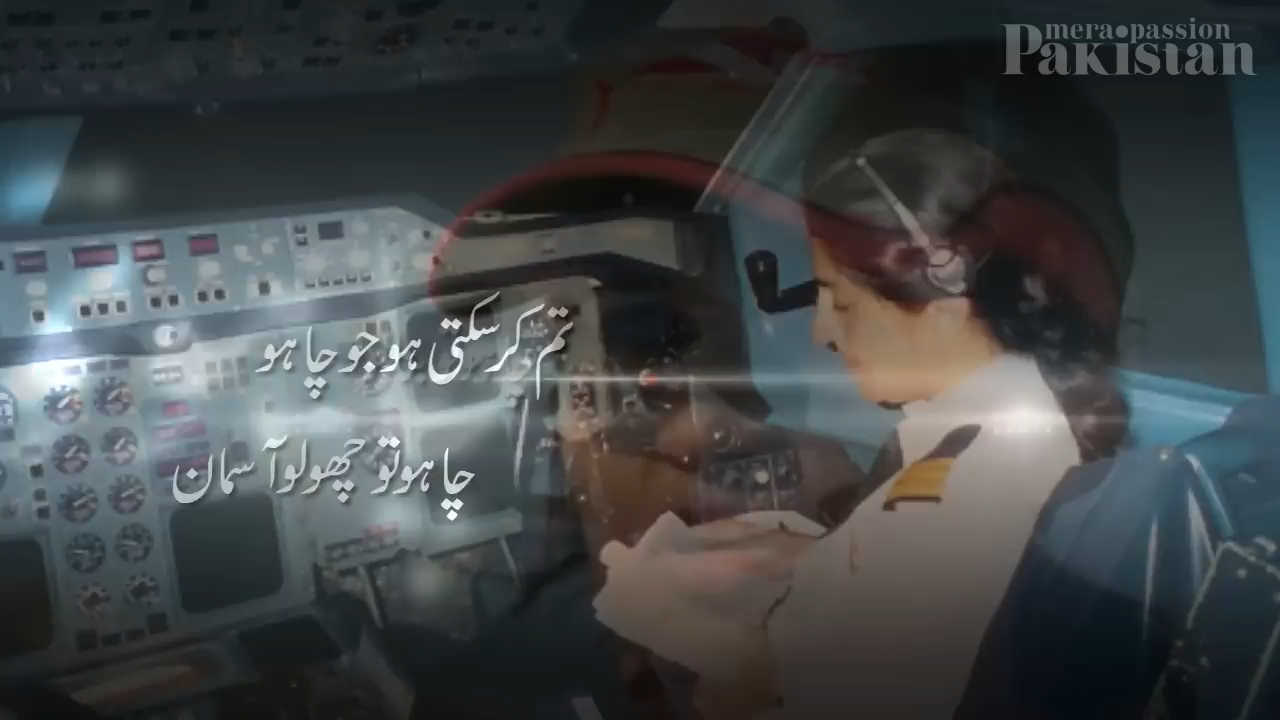 mera•passion
Pakistan
تم کر سکتی ہو جو چاہو
چاہو تو چھو لو آسمان